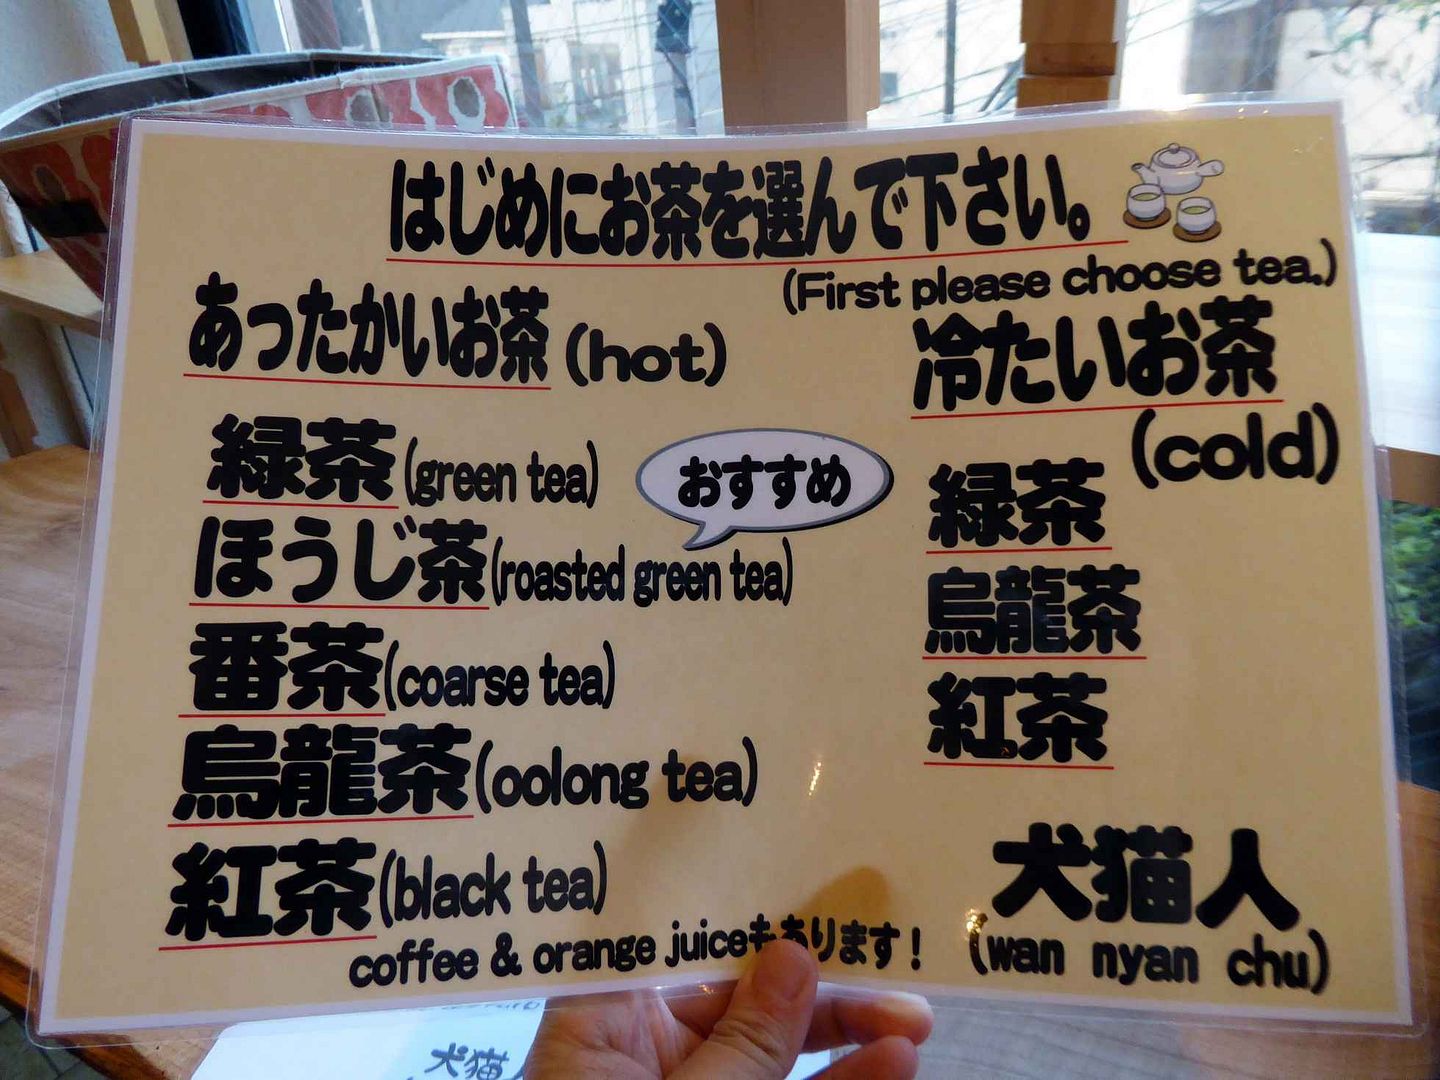 はじめにお茶を選んで下さい。
(First please choose tea.)
あったかいお茶(hot)
緑茶(green tea)
おすすめ
ほうじ茶(roasted green tea)
番茶(coarse tea)
烏龍茶(oolong tea)
紅茶(black tea)
冷たいお茶
(cold)
緑茶
烏龍茶
紅茶
coffee & orange juiceもあります!
犬猫人
(wan nyan chu)
犬猫人